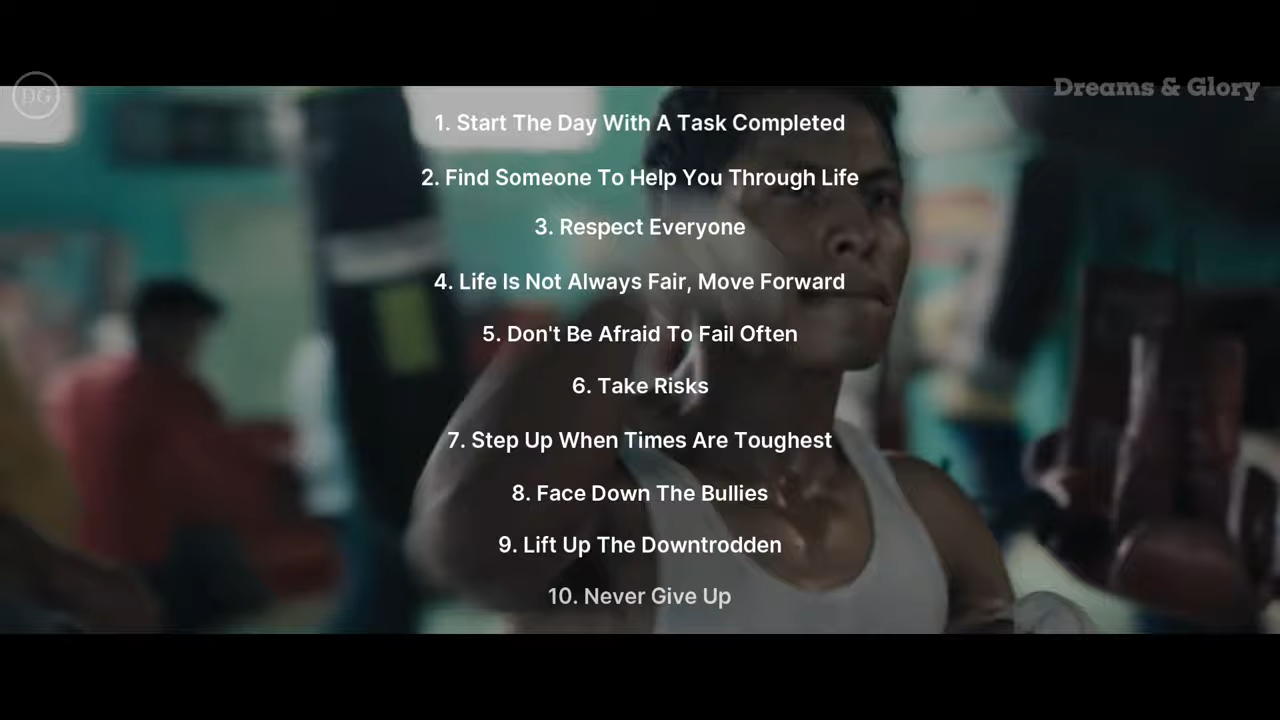 DG
Dreams & Glory
1. Start The Day With A Task Completed
2. Find Someone To Help You Through Life
3. Respect Everyone
4. Life Is Not Always Fair, Move Forward
5. Don't Be Afraid To Fail Often
6. Take Risks
7. Step Up When Times Are Toughest
8. Face Down The Bullies
9. Lift Up The Downtrodden
10. Never Give Up